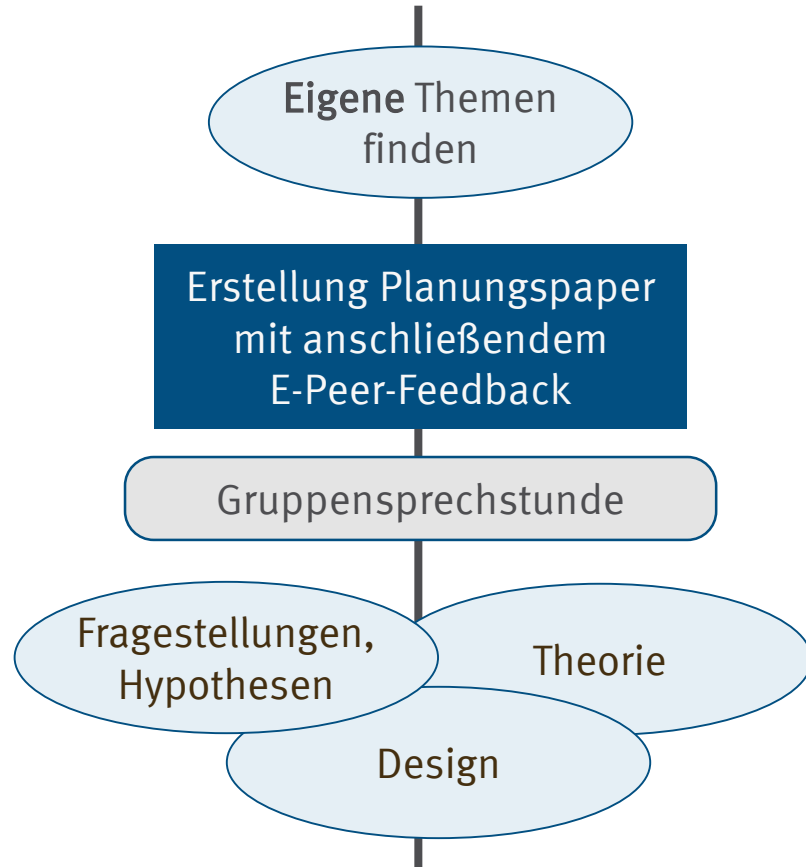 Eigene Themen
finden
Erstellung Planungspaper
mit anschließendem
E-Peer-Feedback
Gruppensprechstunde
Fragestellungen,
Hypothesen
Theorie
Design